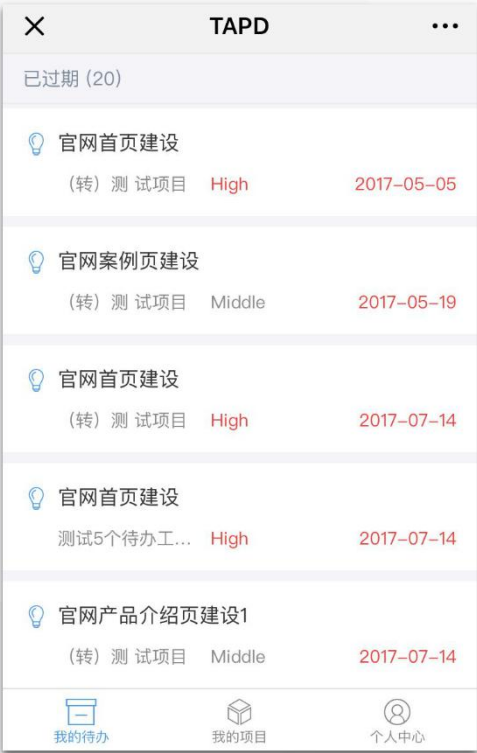 TAPD
已过期 (20)
官网首页建设
（转）测 试项目 High 2017-05-05
官网案例页建设
（转）测 试项目 Middle 2017-05-19
官网首页建设
（转）测 试项目 High 2017-07-14
官网首页建设
测试5个待办工... High 2017-07-14
官网产品介绍页建设1
（转）测 试项目 Middle 2017-07-14
我的待办 我的项目 个人中心